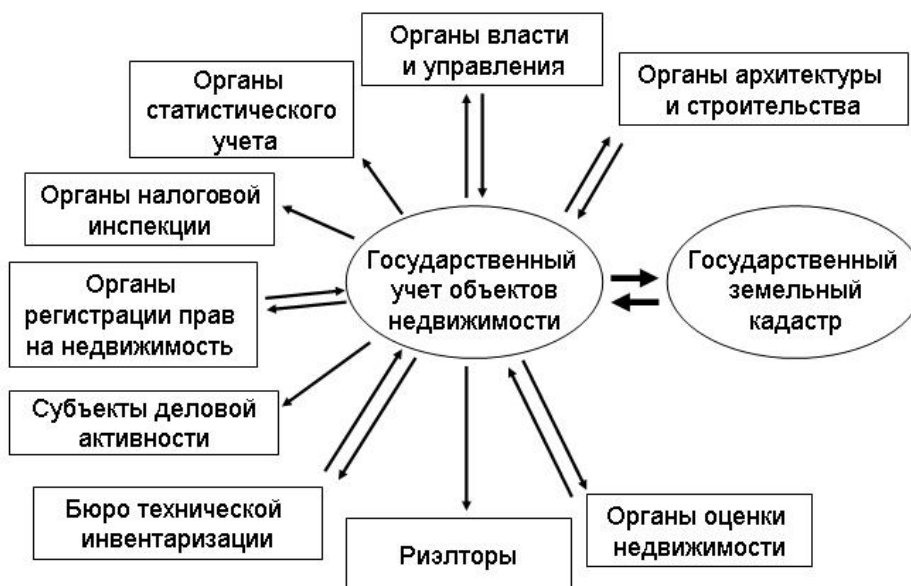 Органы власти
и управления
Органы архитектуры
и строительства
Органы
статистического
учета
Органы налоговой
инспекции
Государственный
учет объектов
недвижимости
Государственный
земельный
кадастр
Органы
регистрации прав
на недвижимость
Субъекты деловой
активности
Бюро технической
инвентаризации
Риэлторы
Органы оценки
недвижимости